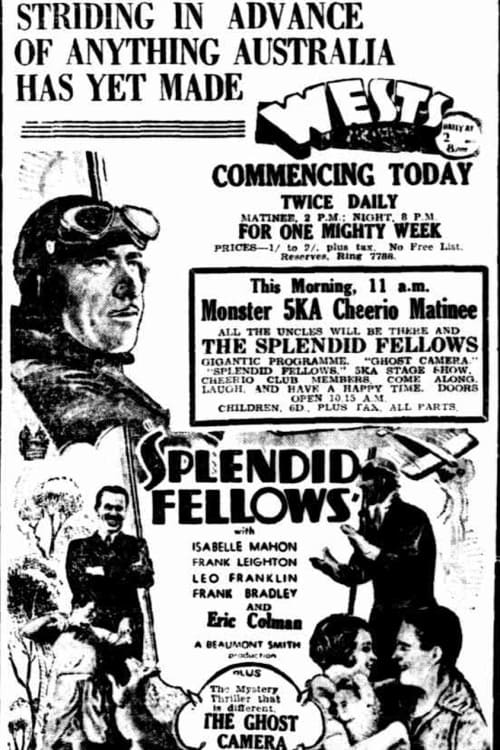 STRIDING IN ADVANCE
OF ANYTHING AUSTRALIA
HAS YET MADE
WESTS
DAILY AT
2
8 P.M.
COMMENCING TODAY
TWICE DAILY
MATINEE, 2 P.M.; NIGHT, 8 P.M.
FOR ONE MIGHTY WEEK
PRICES—1/ to 2/, plus tax. No Free List.
Reserves, Ring 7788.
This Morning, 11 a.m.
Monster 5KA Cheerio Matinee
ALL THE UNCLES WILL BE THERE AND
THE SPLENDID FELLOWS
GIGANTIC PROGRAMME. "GHOST CAMERA."
"SPLENDID FELLOWS," 5KA STAGE SHOW.
CHEERIO CLUB MEMBERS, COME ALONG,
LAUGH, AND HAVE A HAPPY TIME. DOORS
OPEN 10.15 A.M.
CHILDREN, 6D., PLUS TAX, ALL PARTS.
'SPLENDID
FELLOWS'
with
ISABELLE MAHON
FRANK LEIGHTON
LEO FRANKLIN
FRANK BRADLEY
AND
Eric Colman
A BEAUMONT SMITH
production
PLUS
The Mystery
Thriller that
is different.
THE GHOST
CAMERA